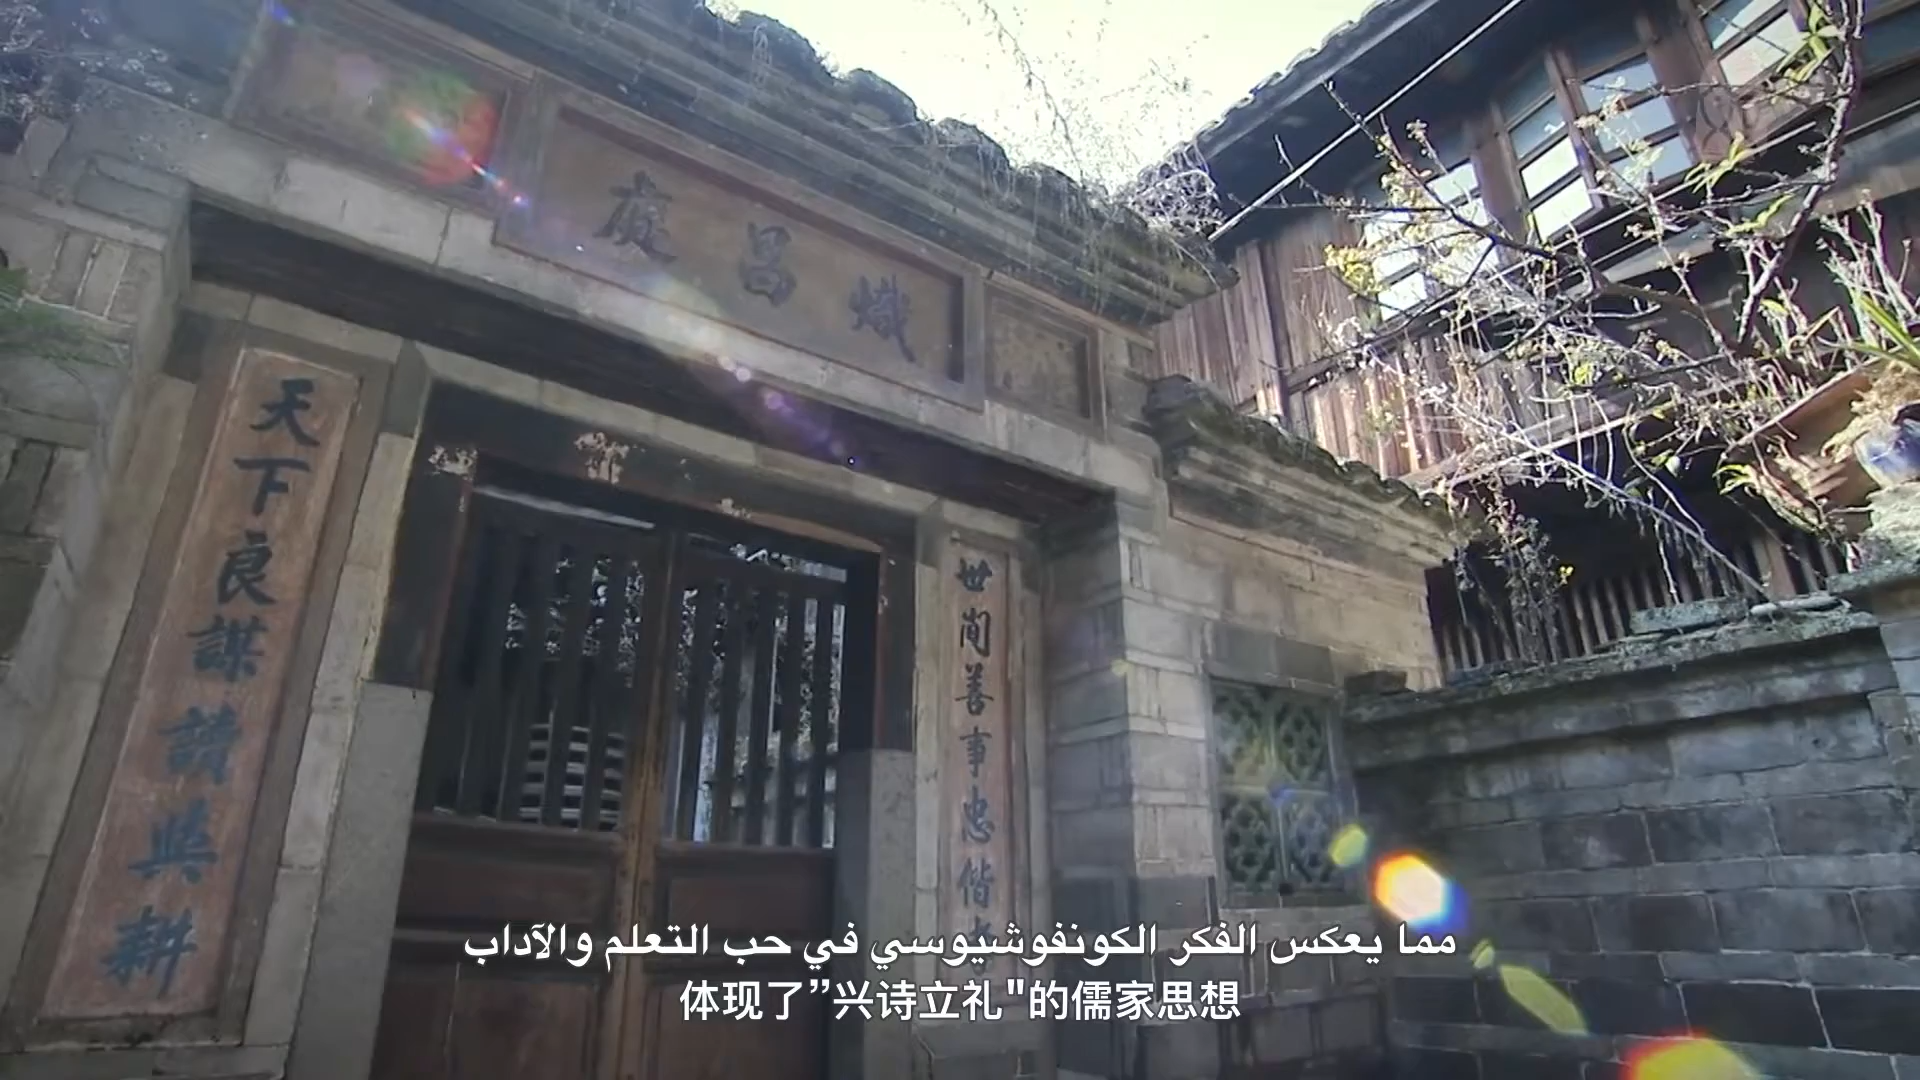 熾昌
世間善事忠偕
天下良謀讀與耕
مما يعكس الفكر الكونفوشيوسي في حب التعلم والآداب
体现了”兴诗立礼"的儒家思想